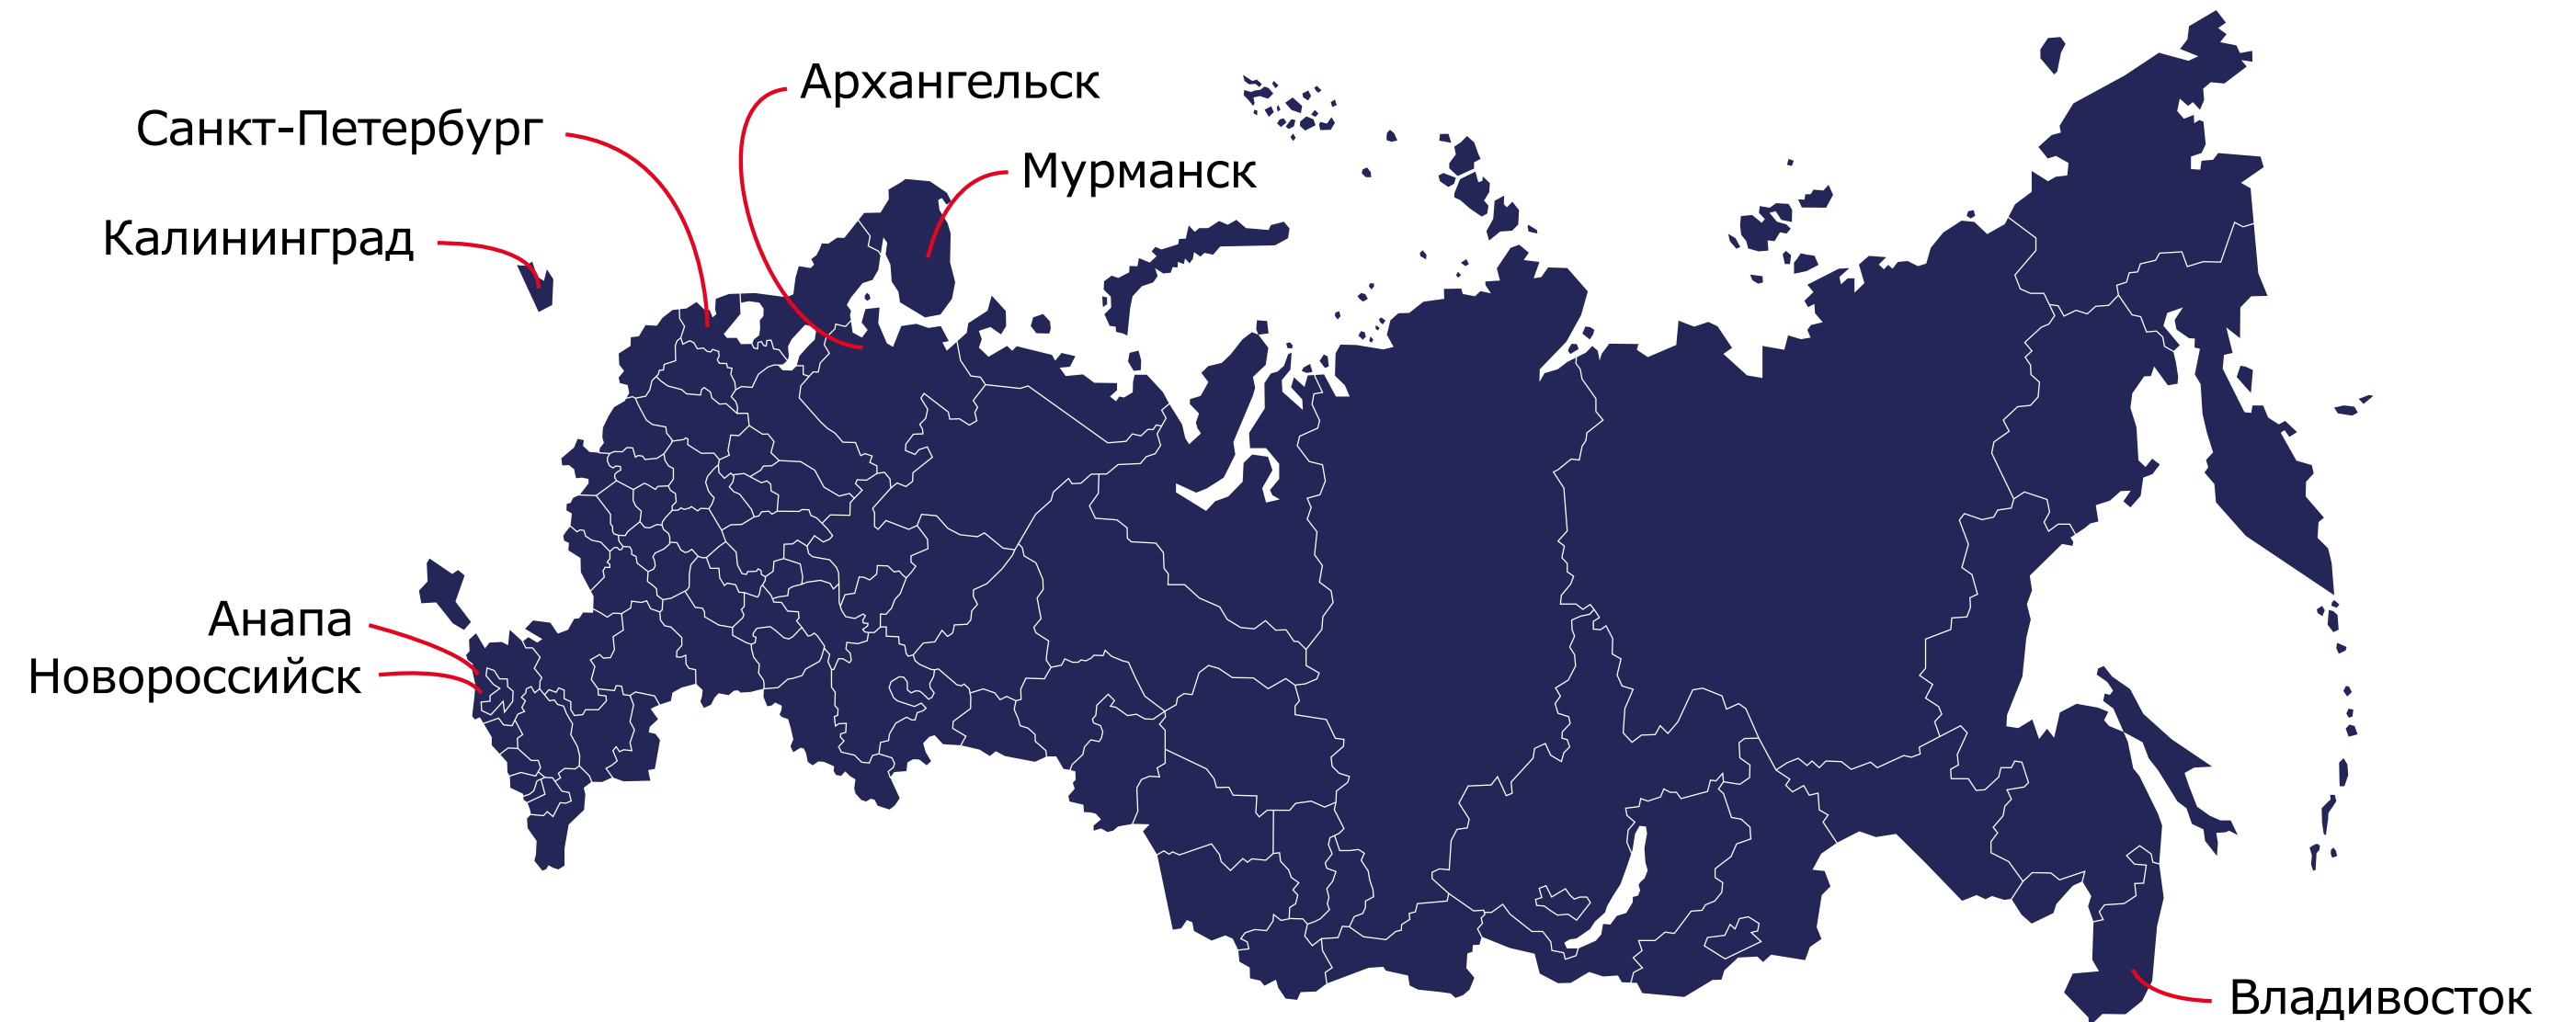 Архангельск
Санкт-Петербург
Мурманск
Калининград
Анапа
Новороссийск
Владивосток